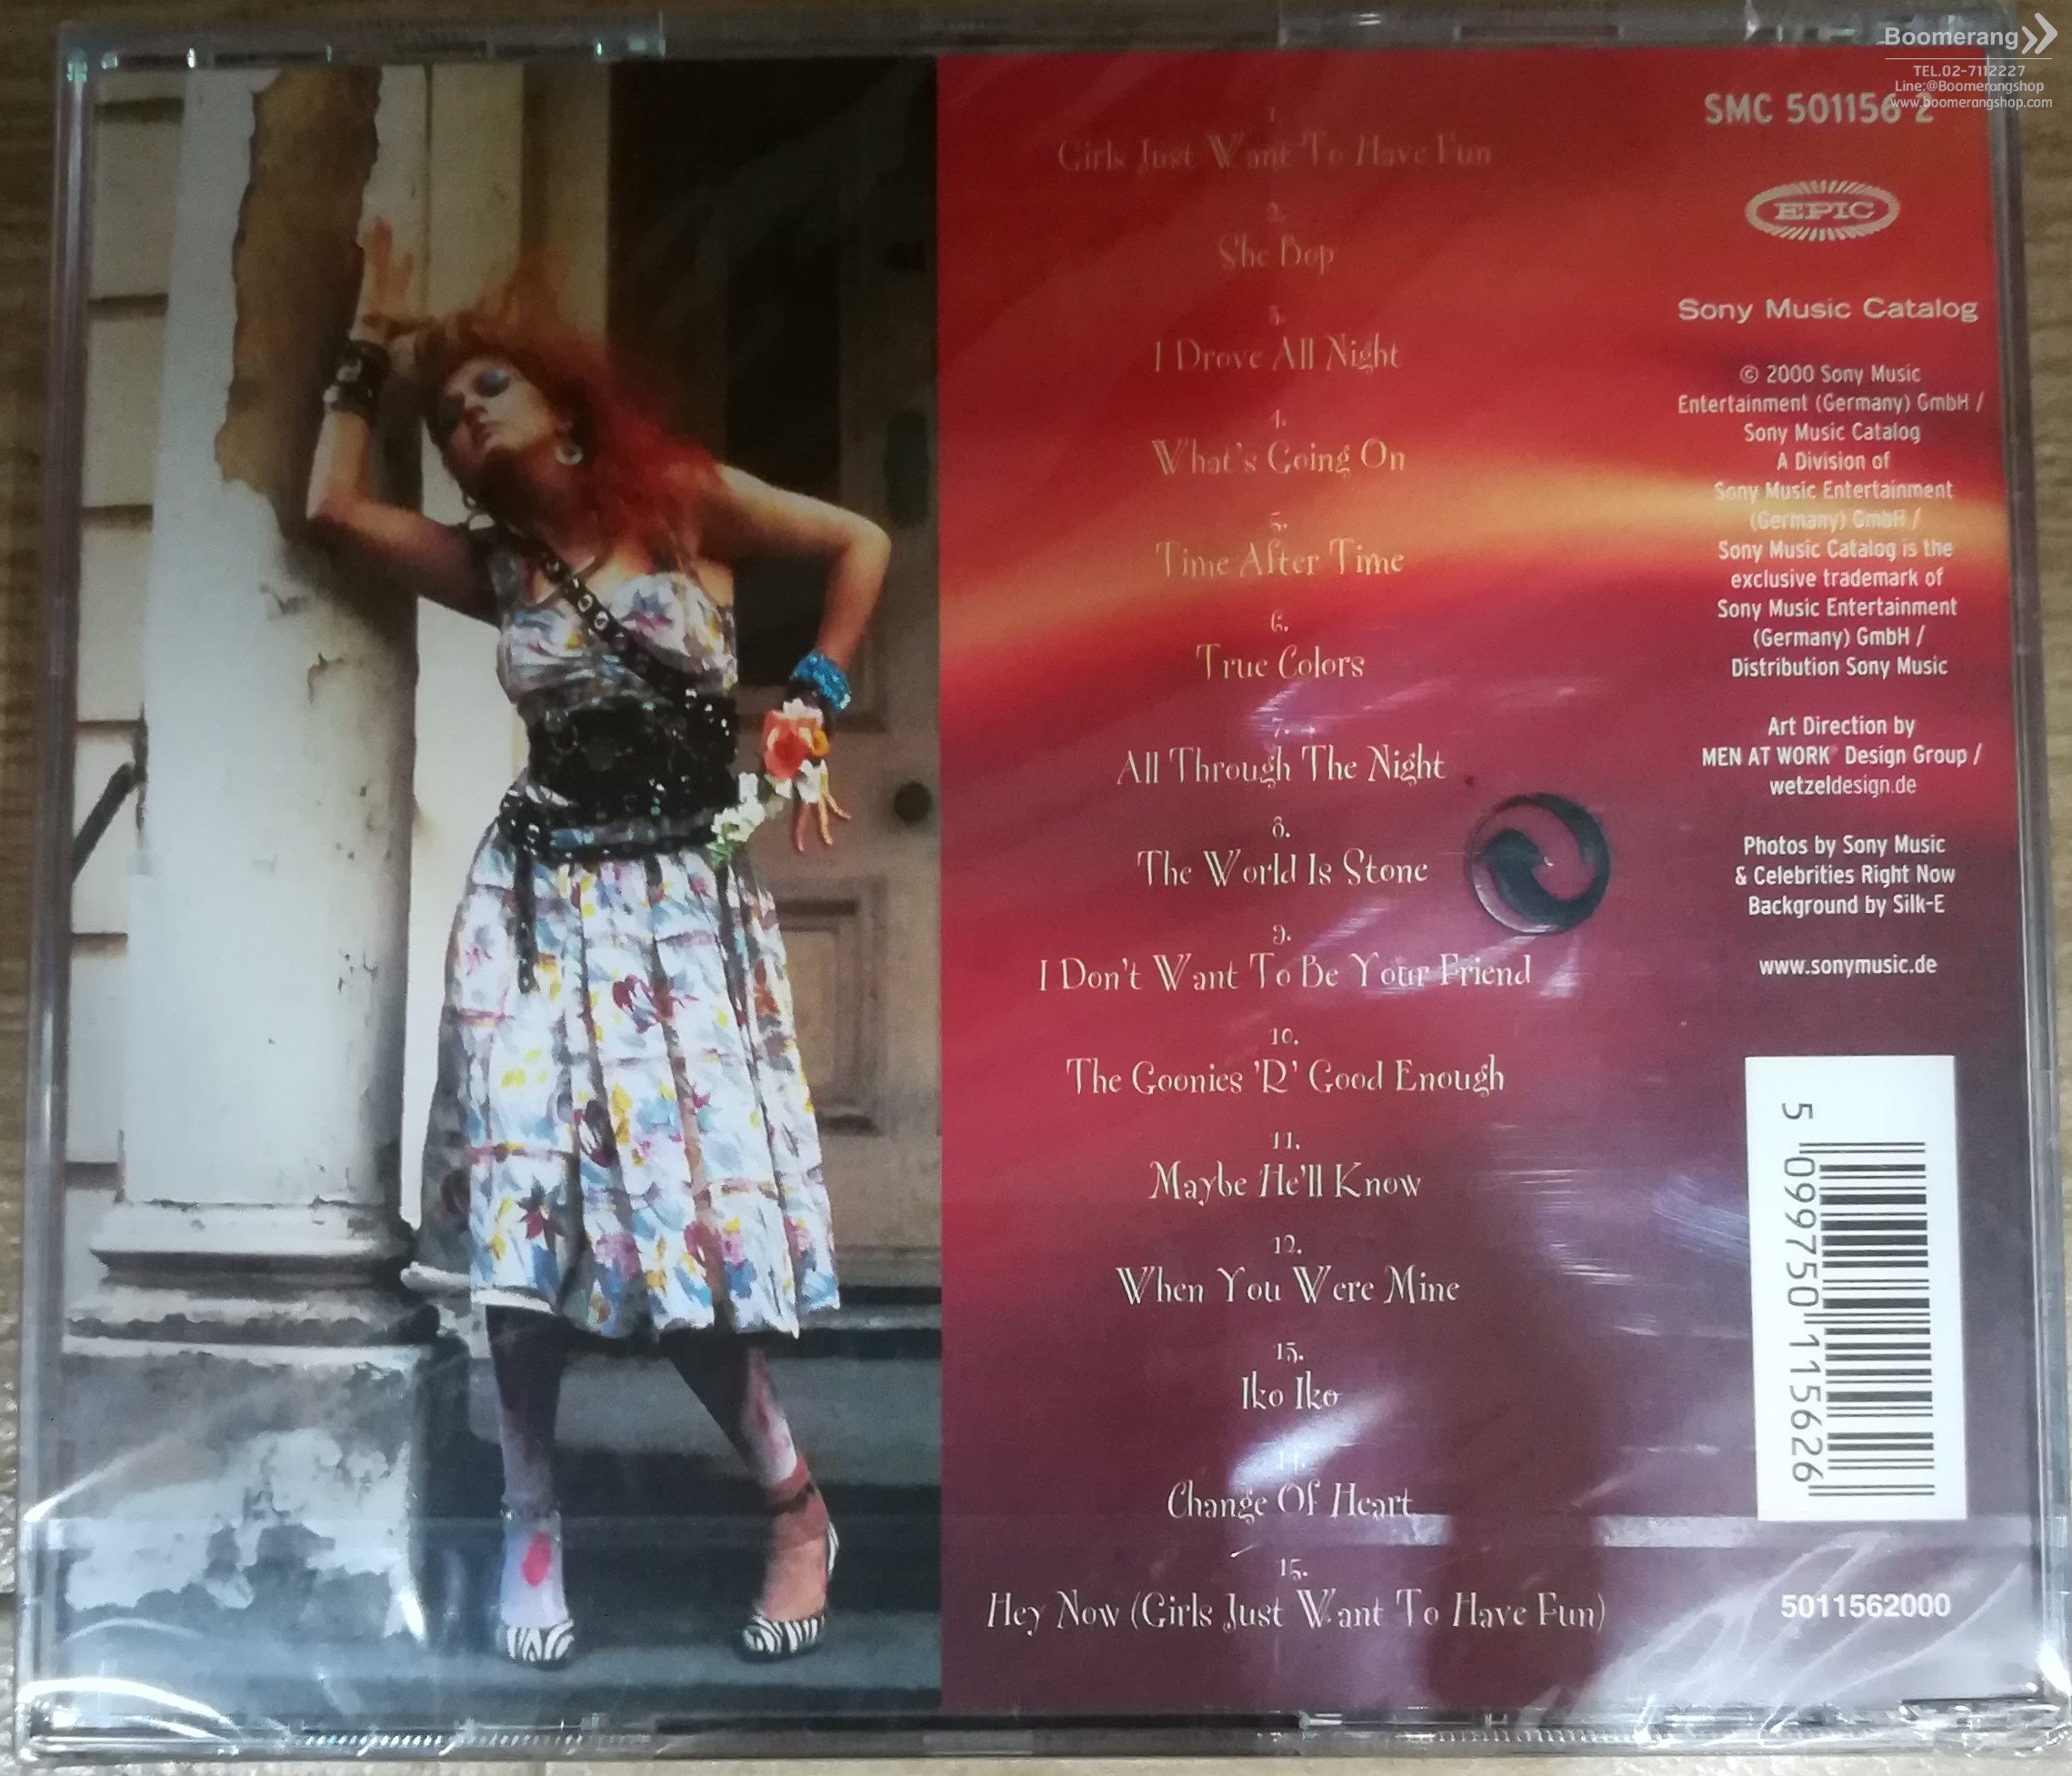 Boomerang
TEL.02-7112227
Line:@Boomerangshop
www.boomerangshop.com
1.
Girls Just Want To Have Fun
2.
She Bop
3.
I Drove All Night
4.
What's Going On
5.
Time After Time
6.
True Colors
7.
All Through The Night
8.
The World Is Stone
9.
I Don't Want To Be Your Friend
10.
The Goonies 'R' Good Enough
11.
Maybe He'll Know
12.
When You Were Mine
13.
Iko Iko
14.
Change Of Heart
15.
Hey Now (Girls Just Want To Have Fun)
SMC 501156 2
EPIC
Sony Music Catalog
© 2000 Sony Music
Entertainment (Germany) GmbH /
Sony Music Catalog
A Division of
Sony Music Entertainment
(Germany) GmbH /
Sony Music Catalog is the
exclusive trademark of
Sony Music Entertainment
(Germany) GmbH /
Distribution Sony Music
Art Direction by
MEN AT WORK® Design Group /
wetzeldesign.de
Photos by Sony Music
& Celebrities Right Now
Background by Silk-E
www.sonymusic.de
5 099750 115626
5011562000